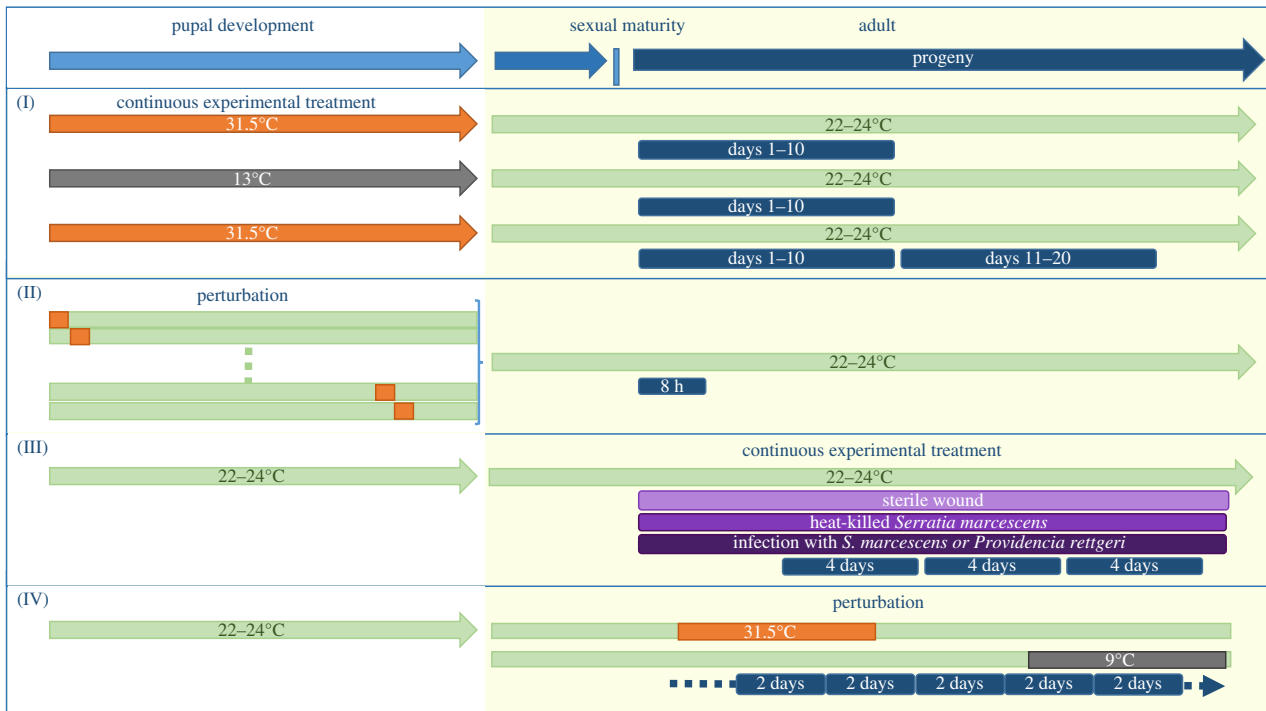 pupal development
sexual maturity
adult
progeny
(I)
continuous experimental treatment
31.5°C
22–24°C
days 1–10
13°C
22–24°C
days 1–10
31.5°C
22–24°C
days 1–10
days 11–20
(II)
perturbation
22–24°C
8 h
(III)
continuous experimental treatment
22–24°C
22–24°C
sterile wound
heat-killed Serratia marcescens
infection with S. marcescens or Providencia rettgeri
4 days
4 days
4 days
(IV)
perturbation
22–24°C
31.5°C
9°C
2 days
2 days
2 days
2 days
2 days